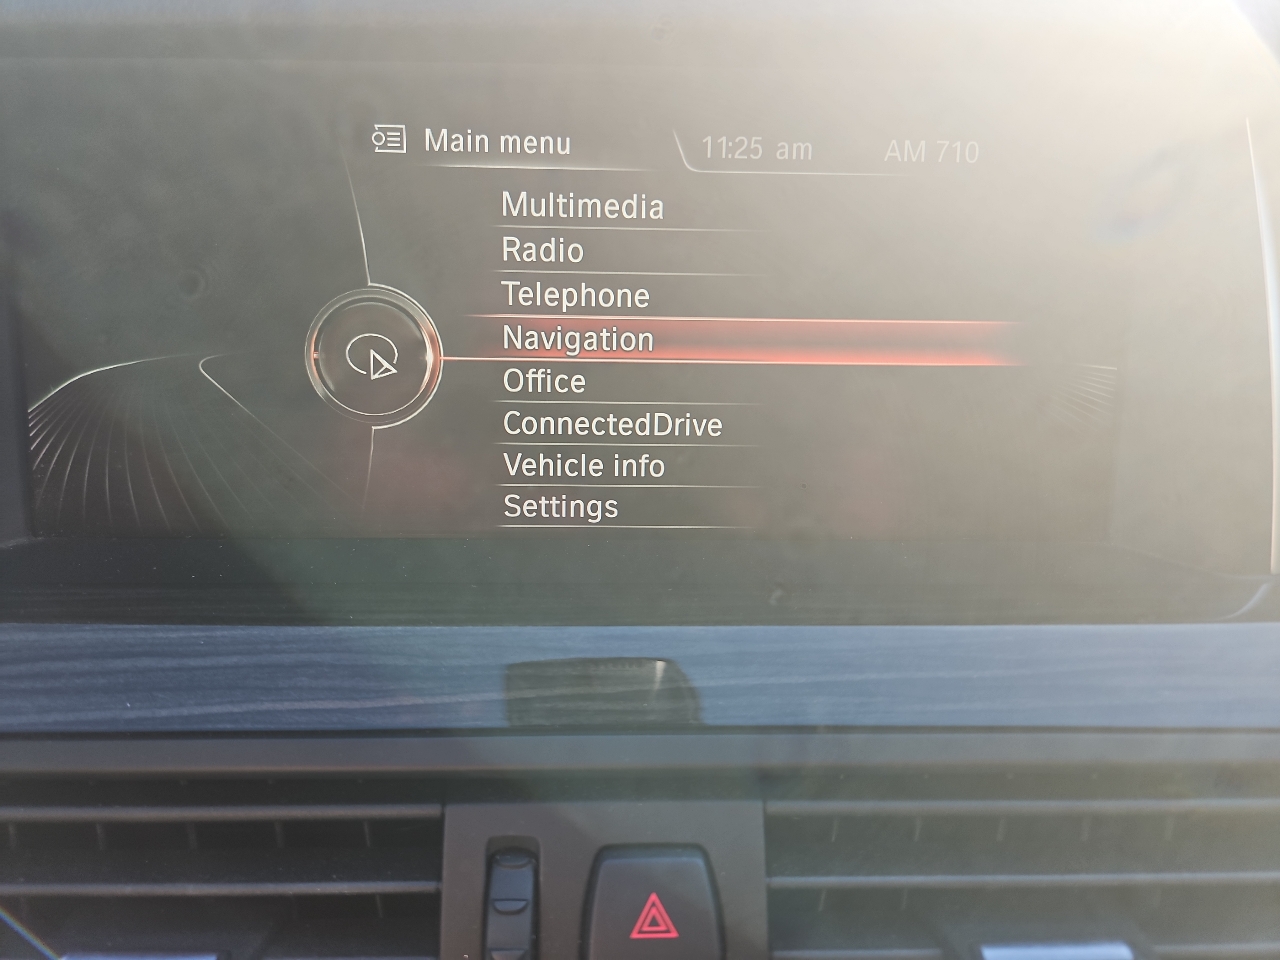 Main menu 11:25 am AM 710
Multimedia
Radio
Telephone
Navigation
Office
ConnectedDrive
Vehicle info
Settings